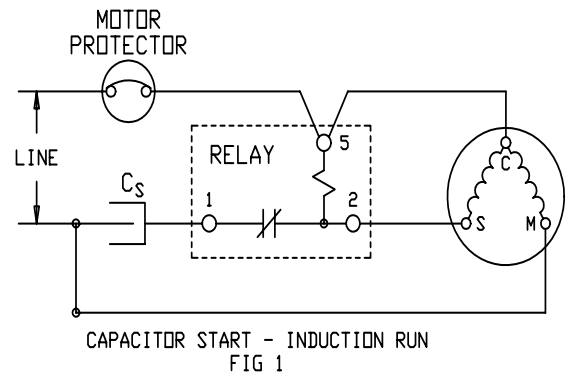 MOTOR
PROTECTOR
5
RELAY
LINE
C
Cs
1
2
S
M
CAPACITOR START - INDUCTION RUN
FIG 1